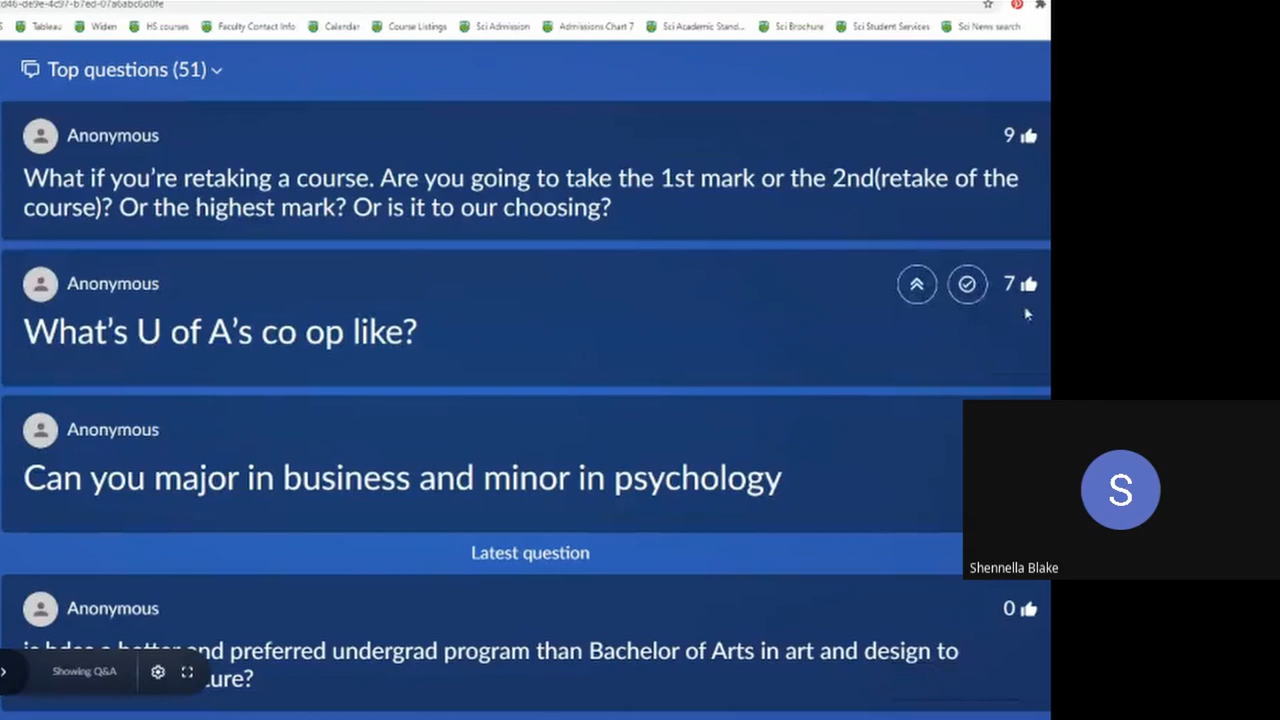 Tableau Widen HS courses Faculty Contact Info Calendar Course Listings Sci Admission Admissions Chart 7 Sci Academic Stand... Sci Brochure Sci Student Services Sci News search
Top questions (51)
Anonymous 9
What if you're retaking a course. Are you going to take the 1st mark or the 2nd(retake of the
course)? Or the highest mark? Or is it to our choosing?
Anonymous 7
What's U of A's co op like?
Anonymous
Can you major in business and minor in psychology
S
Shennella Blake
Latest question
Anonymous 0
and preferred undergrad program than Bachelor of Arts in art and design to
Showing Q&A